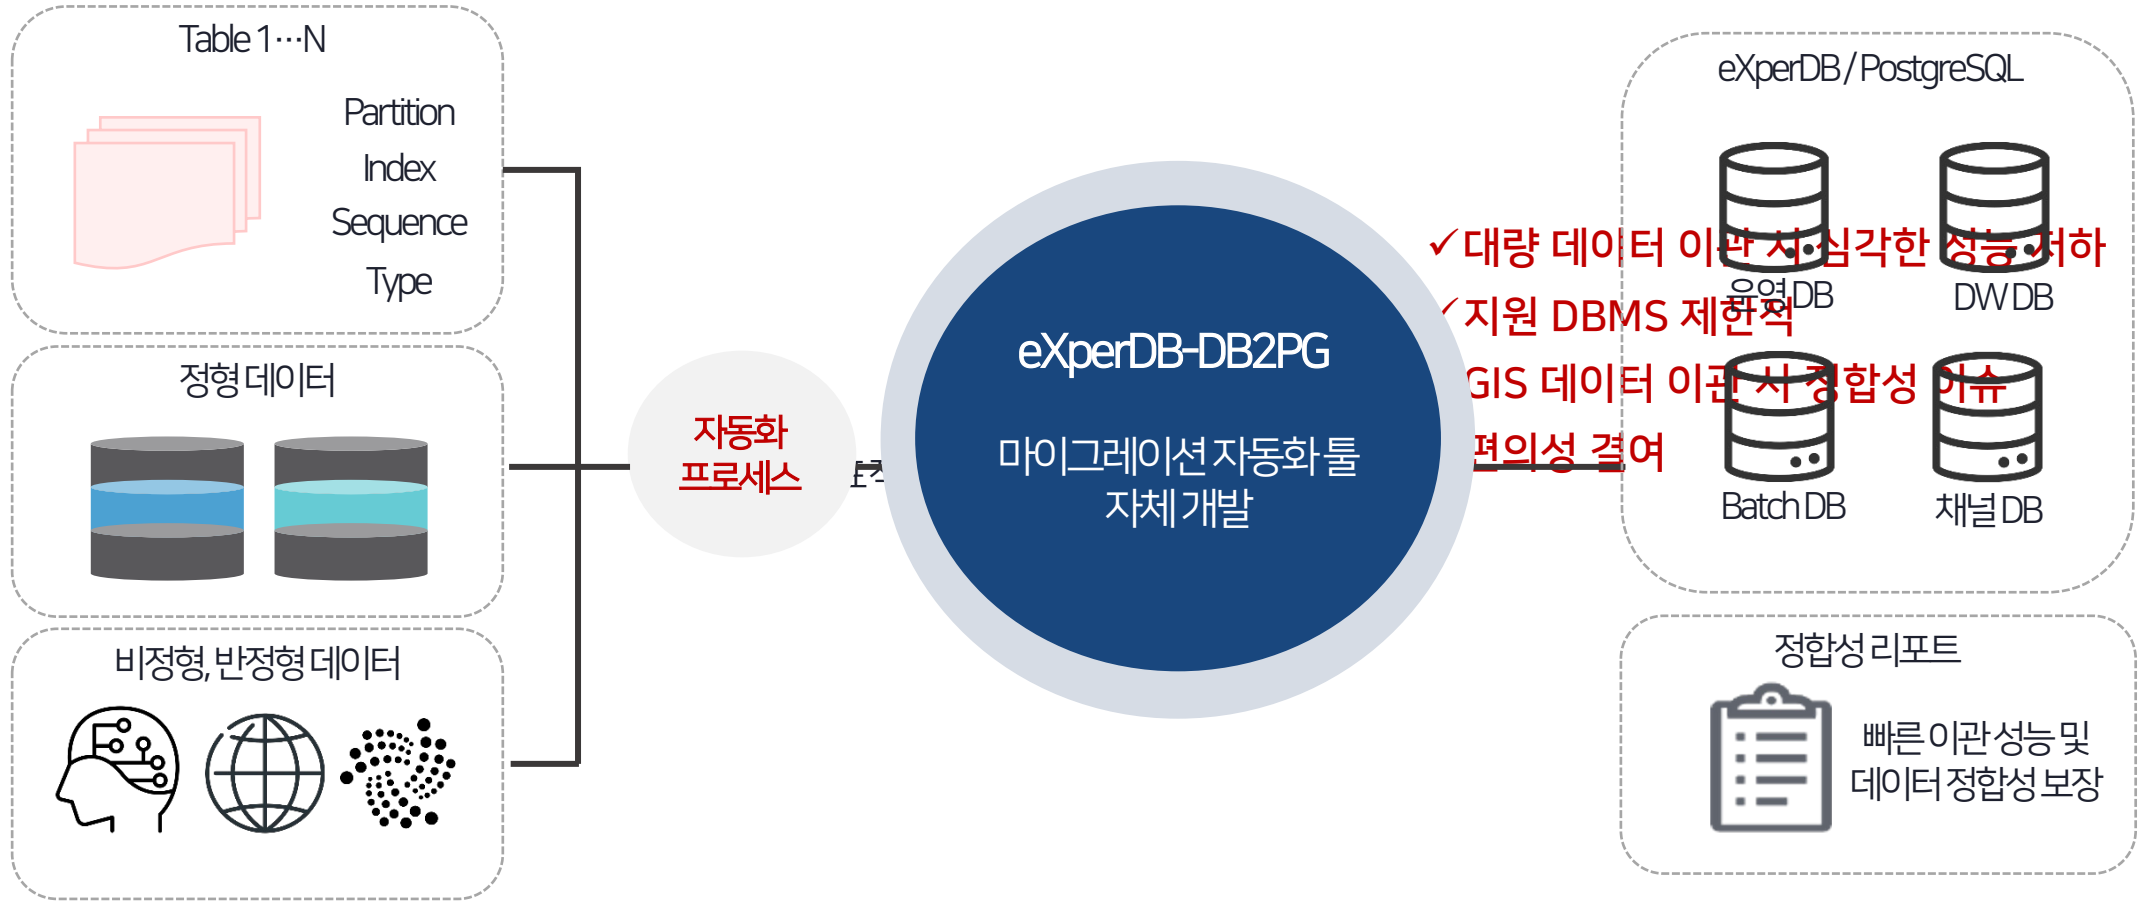 Table 1…N
Partition
Index
Sequence
Type
정형 데이터
비정형, 반정형 데이터
자동화
프로세스
eXperDB-DB2PG
마이그레이션 자동화 툴
자체 개발
✓대량 데이터 이관 시 심각한 성능 저하
✓지원 DBMS 제한적
GIS 데이터 이관 시 정합성 이슈
편의성 결여
eXperDB / PostgreSQL
운영 DB
DW DB
Batch DB
채널 DB
정합성 리포트
빠른 이관 성능 및
데이터 정합성 보장